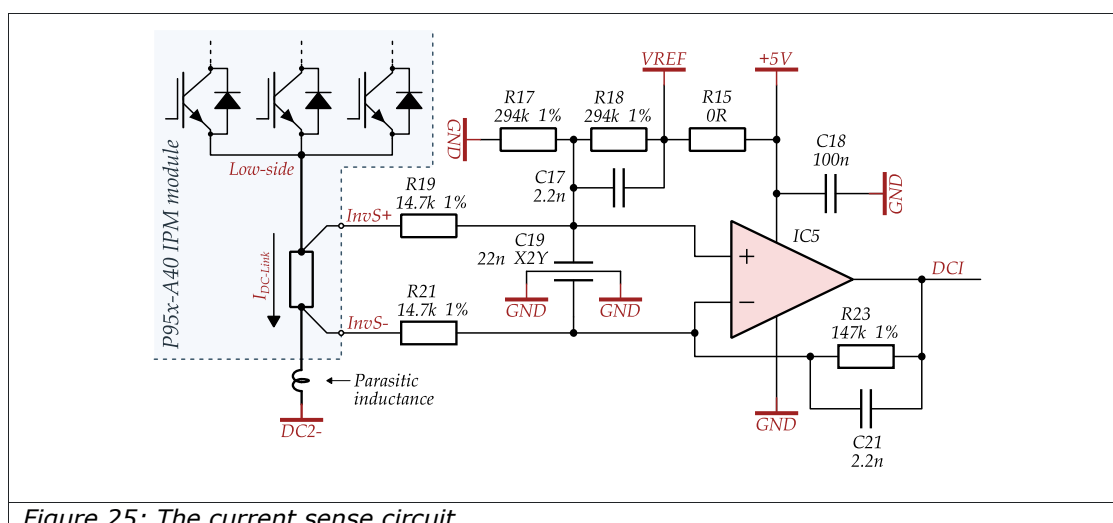 VREF
+5V
R17
294k 1%
R18
294k 1%
R15
0R
GND
C18
100n
GND
C17
2.2n
Low-side
P95x-A40 IPM module
R19
14.7k 1%
InvS+
IC5
C19
22n X2Y
+
DCI
I DC-Link
GND
GND
R21
14.7k 1%
−
InvS-
R23
147k 1%
Parasitic
inductance
DC2-
GND
C21
2.2n
Figure 25: The current sense circuit